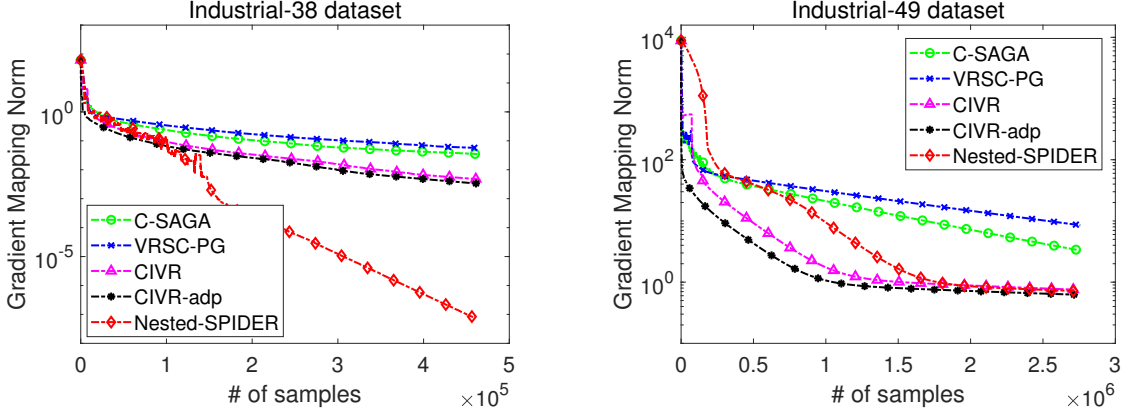 Industrial-38 dataset
Gradient Mapping Norm
10^0
10^-5
C-SAGA
VRSC-PG
CIVR
CIVR-adp
Nested-SPIDER
0 1 2 3 4 5
# of samples ×10^5
Industrial-49 dataset
Gradient Mapping Norm
10^4
10^2
10^0
C-SAGA
VRSC-PG
CIVR
CIVR-adp
Nested-SPIDER
0 0.5 1 1.5 2 2.5 3
# of samples ×10^6